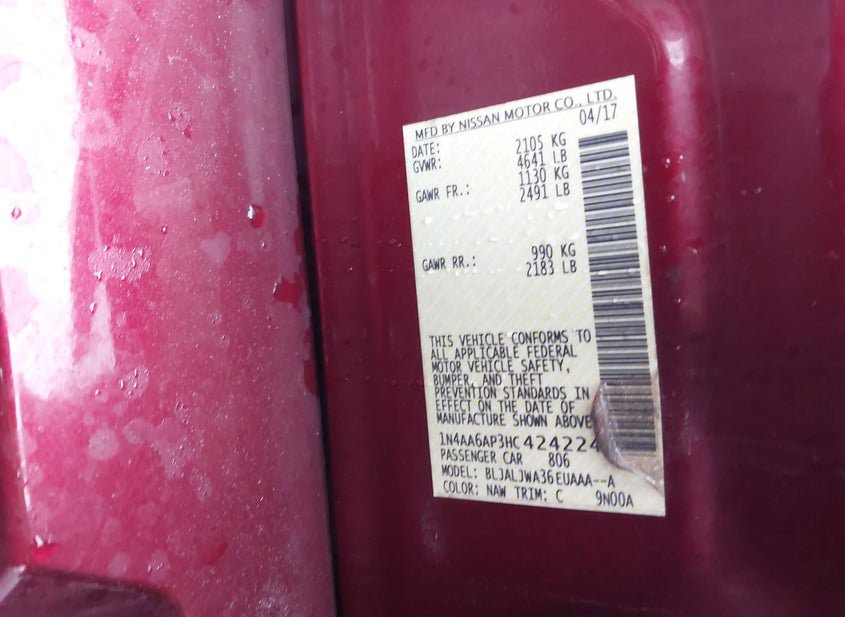 MFD BY NISSAN MOTOR CO., LTD.
DATE: 04/17
GVWR: 2105 KG
4641 LB
GAWR FR.: 1130 KG
2491 LB
GAWR RR.: 990 KG
2183 LB
THIS VEHICLE CONFORMS TO
ALL APPLICABLE FEDERAL
MOTOR VEHICLE SAFETY,
BUMPER, AND THEFT
PREVENTION STANDARDS IN
EFFECT ON THE DATE OF
MANUFACTURE SHOWN ABOVE
1N4AA6AP3HC424224
PASSENGER CAR 806
MODEL: BLJALJWA36EUAAA--A
COLOR: NAW TRIM: C 9N00A